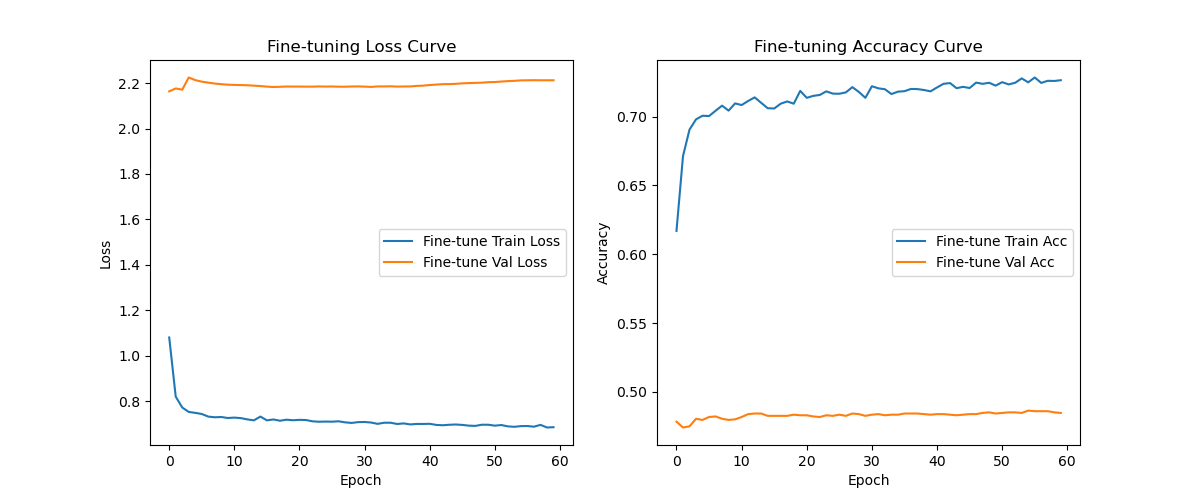 Fine-tuning Loss Curve
Loss
2.2
2.0
1.8
1.6
1.4
1.2
1.0
0.8
Fine-tune Train Loss
Fine-tune Val Loss
0 10 20 30 40 50 60
Epoch
Fine-tuning Accuracy Curve
Accuracy
0.70
0.65
0.60
0.55
0.50
Fine-tune Train Acc
Fine-tune Val Acc
0 10 20 30 40 50 60
Epoch